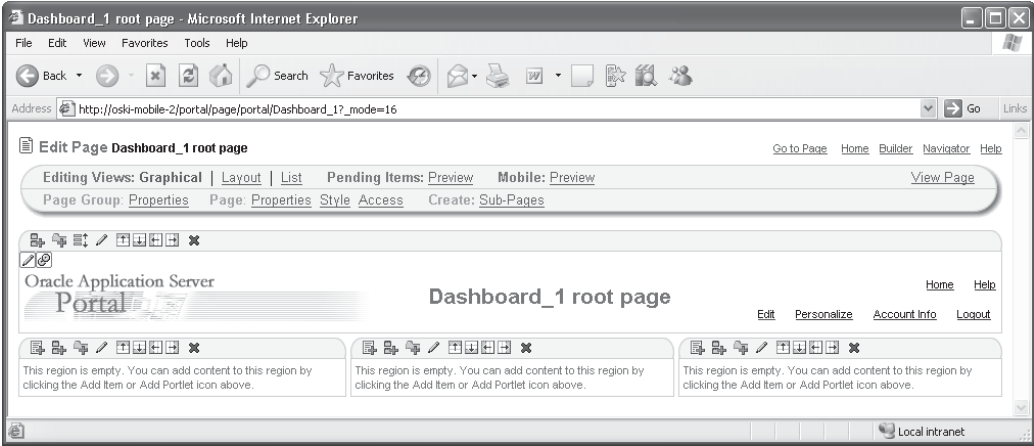 Dashboard_1 root page - Microsoft Internet Explorer
File Edit View Favorites Tools Help
Back Search Favorites
Address http://oski-mobile-2/portal/page/portal/Dashboard_1?_mode=16 Go Links
Edit Page Dashboard_1 root page Go to Page Home Builder Navigator Help
Editing Views: Graphical | Layout | List Pending Items: Preview Mobile: Preview View Page
Page Group: Properties Page: Properties Style Access Create: Sub-Pages
Oracle Application Server
Portal
Dashboard_1 root page
Home Help
Edit Personalize Account Info Logout
This region is empty. You can add content to this region by
clicking the Add Item or Add Portlet icon above.
This region is empty. You can add content to this region by
clicking the Add Item or Add Portlet icon above.
This region is empty. You can add content to this region by
clicking the Add Item or Add Portlet icon above.
Local intranet